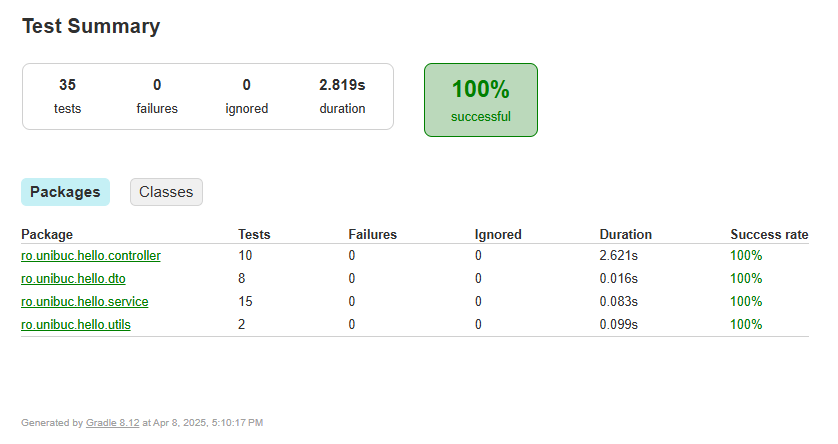 Test Summary
35 0 0 2.819s
tests failures ignored duration
100%
successful
Packages Classes
Package Tests Failures Ignored Duration Success rate
ro.unibuc.hello.controller 10 0 0 2.621s 100%
ro.unibuc.hello.dto 8 0 0 0.016s 100%
ro.unibuc.hello.service 15 0 0 0.083s 100%
ro.unibuc.hello.utils 2 0 0 0.099s 100%
Generated by Gradle 8.12 at Apr 8, 2025, 5:10:17 PM